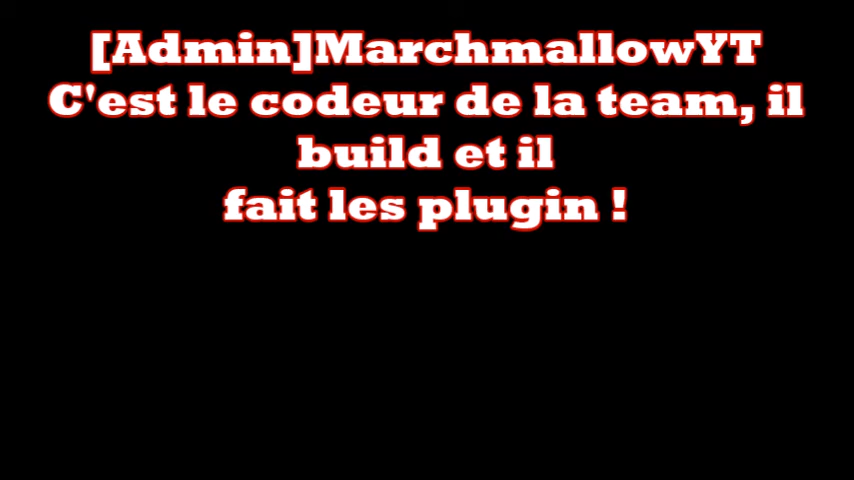 [Admin]MarchmallowYT
C'est le codeur de la team, il
build et il
fait les plugin !